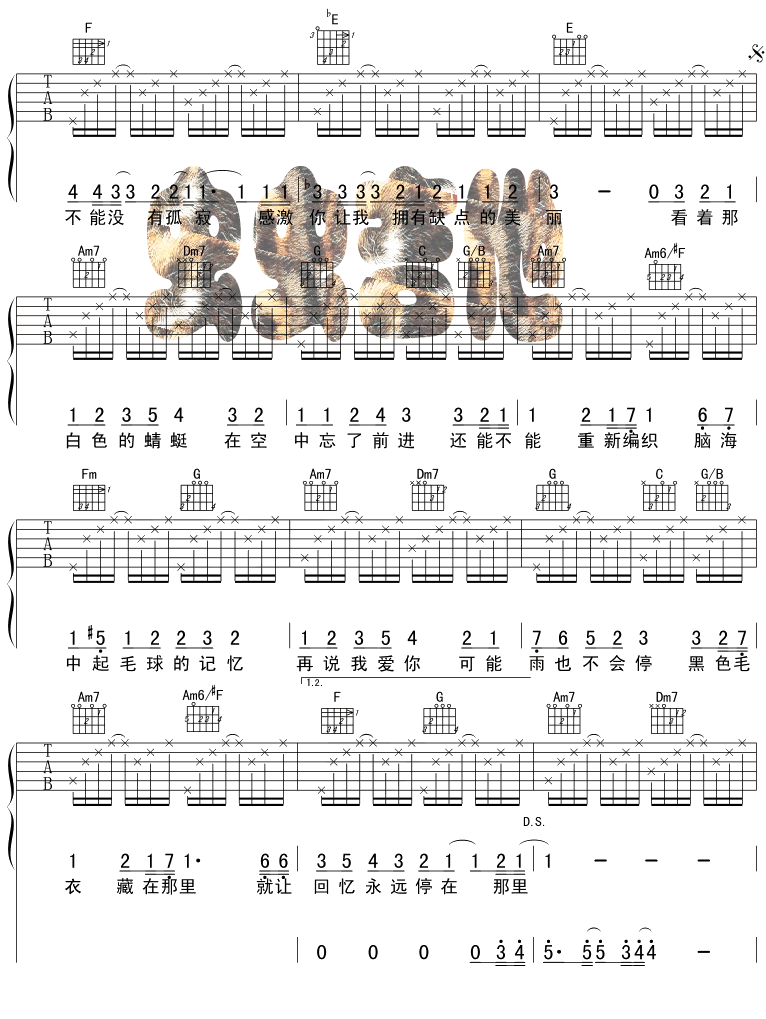 F ♭E E
3
T A B
4 4 3 3 3 2 2 1 1 1· 1 1 1 ♭3 3 3 3 2 1 2 1 1 2 3 – 0 3 2 1
不 能 没 有 孤 寂 感 激 你 让 我 拥 有 缺 点 的 美 丽 看 着 那
Am7 Dm7 G C G/B Am7 Am6/♯F
T A B
1 2 3 5 4 3 2 1 1 2 4 3 3 2 1 1 2 1 7 1 6 7
白 色 的 蜻 蜓 在 空 中 忘 了 前 进 还 能 不 能 重 新 编 织 脑 海
Fm G Am7 Dm7 G C G/B
T A B
1 ♯5 1 2 2 3 2 1 2 3 5 4 2 1 7 6 5 2 3 3 2 7
中 起 毛 球 的 记 忆 再 说 我 爱 你 可 能 雨 也 不 会 停 黑 色 毛
1.2.
Am7 Am6/♯F F G Am7 Dm7
T A B
D.S.
1 2 1 7 1· 6 6 3 5 4 3 2 1 1 2 1 1 – – –
衣 藏 在 那 里 就 让 回 忆 永 远 停 在 那 里
0 0 0 0 3 4 5· 5 5 3 4 4 –